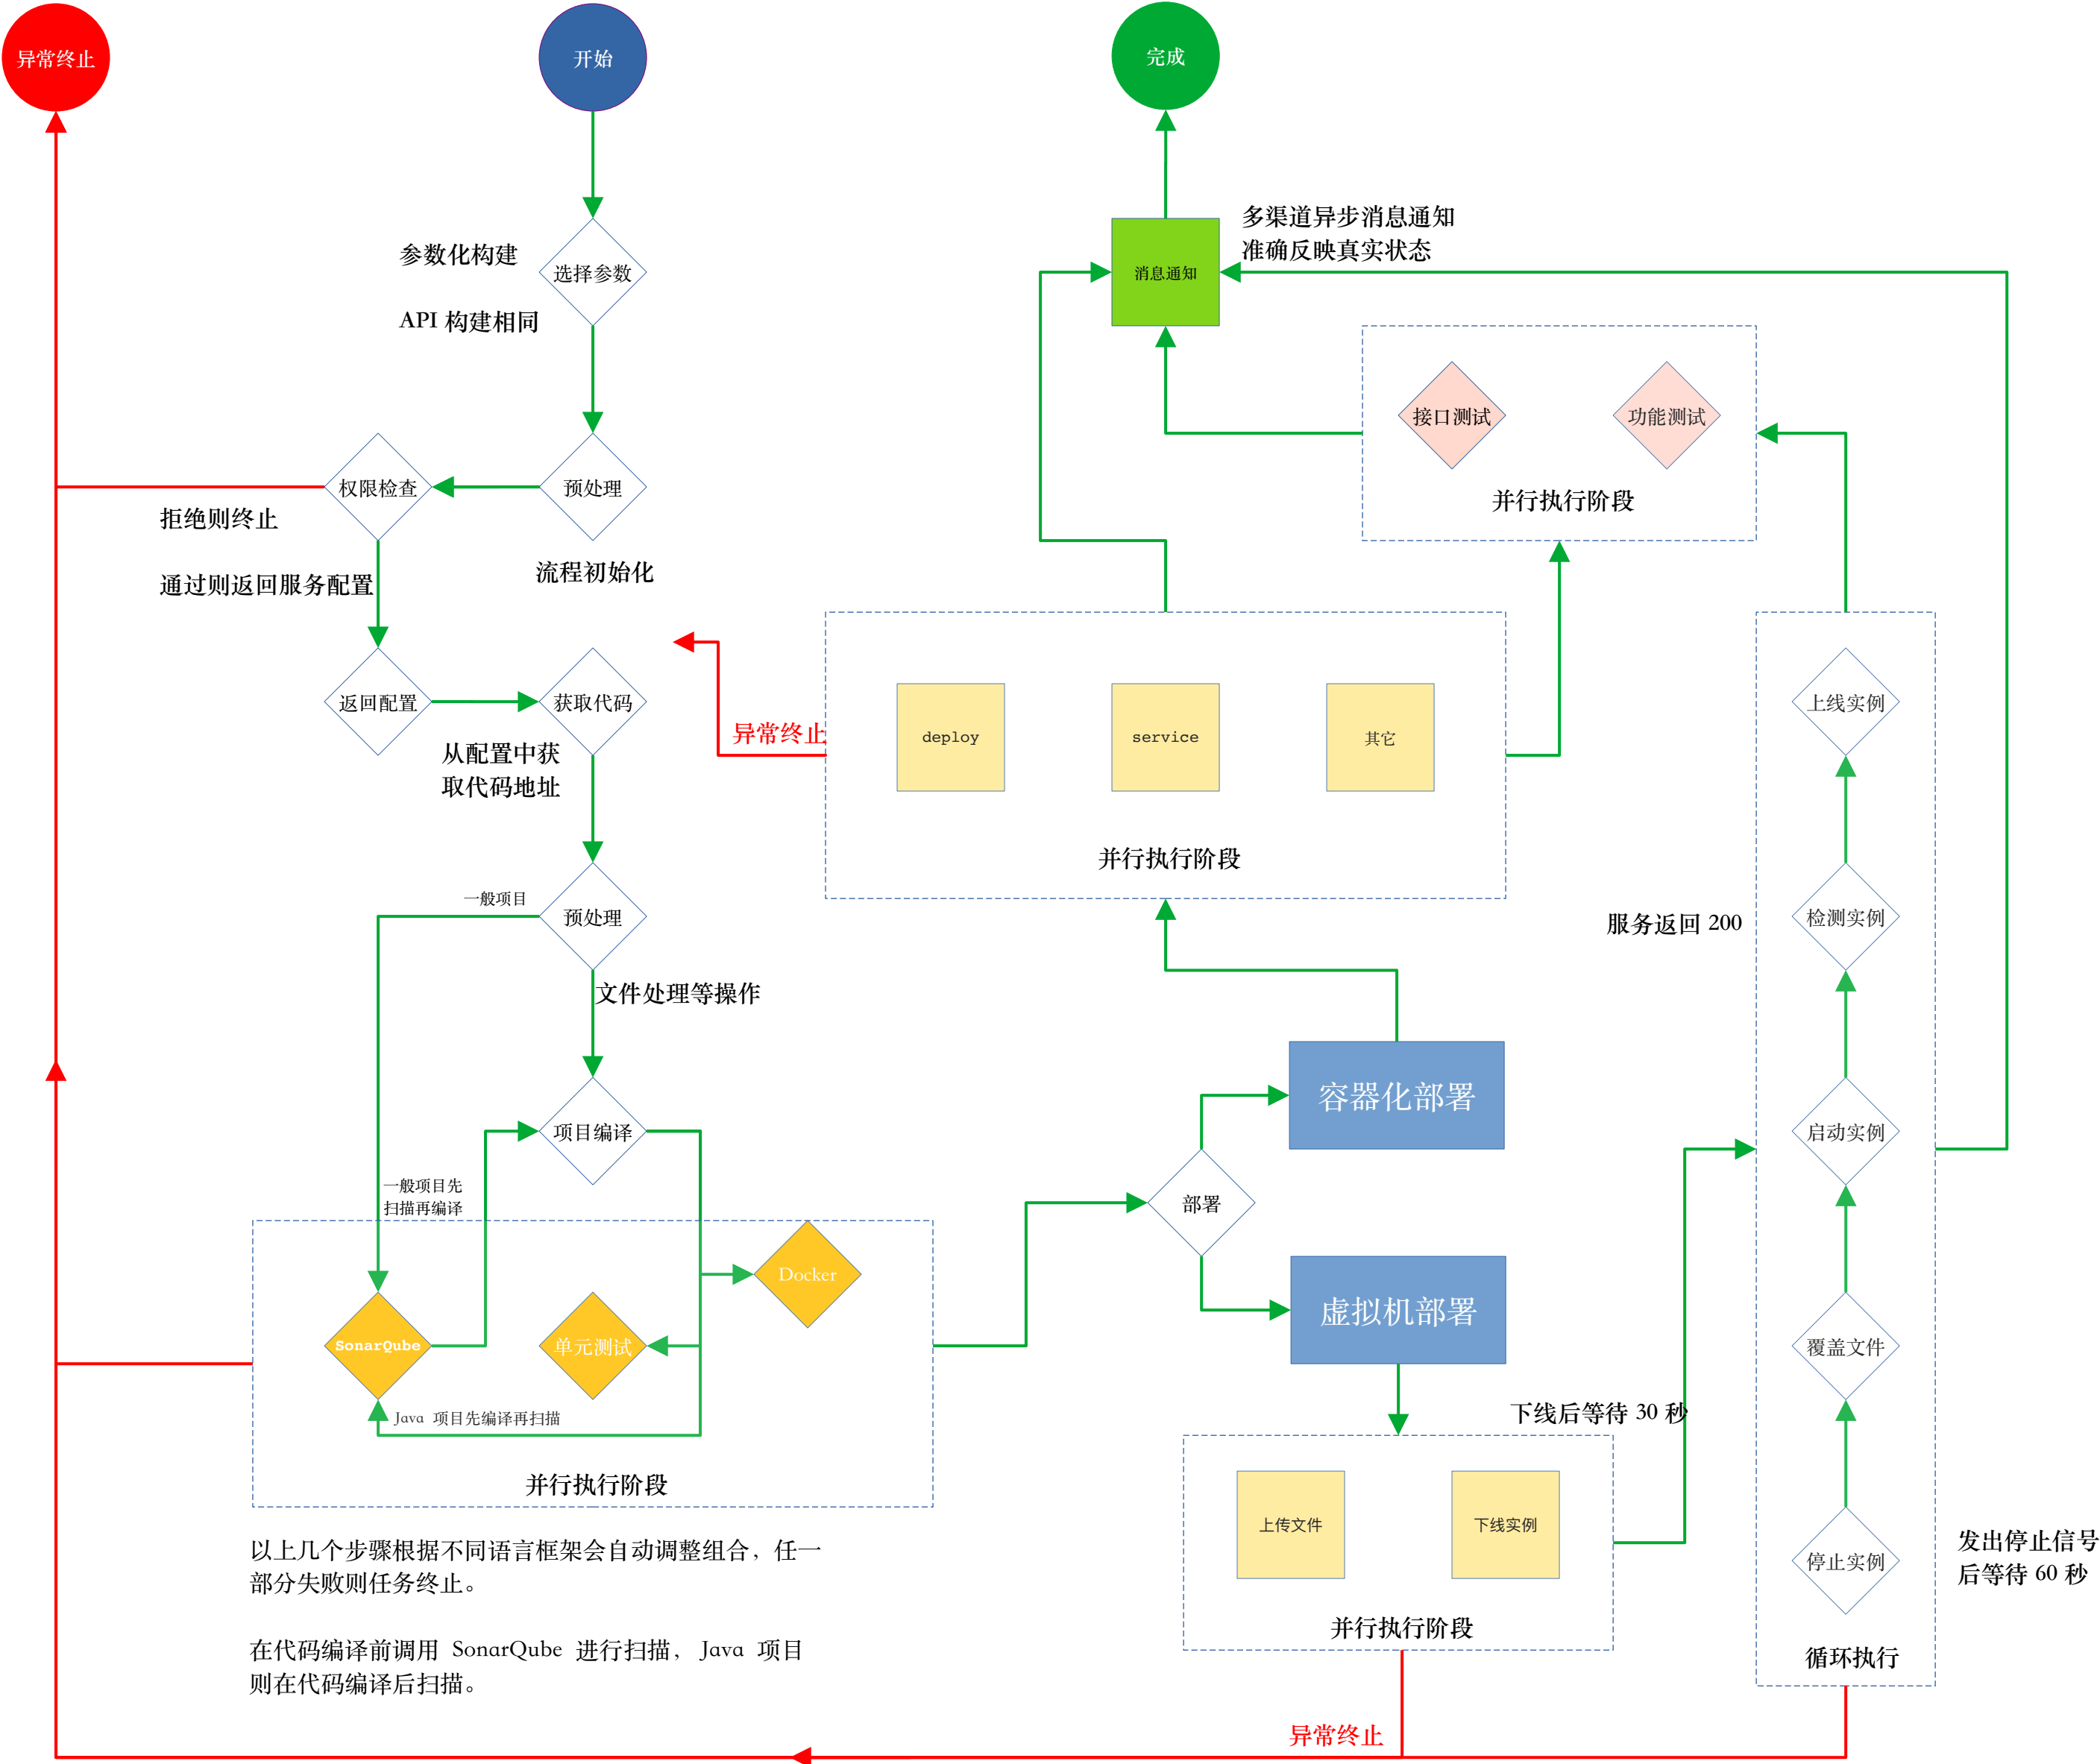 异常终止
开始
完成
多渠道异步消息通知
准确反映真实状态
参数化构建
选择参数
消息通知
API 构建相同
接口测试
功能测试
权限检查
预处理
并行执行阶段
拒绝则终止
流程初始化
通过则返回服务配置
返回配置
获取代码
上线实例
异常终止
deploy
service
其它
从配置中获
取代码地址
并行执行阶段
一般项目
预处理
服务返回 200
检测实例
文件处理等操作
容器化部署
项目编译
启动实例
一般项目先
扫描再编译
部署
Docker
虚拟机部署
SonarQube
单元测试
覆盖文件
Java 项目先编译再扫描
下线后等待 30 秒
并行执行阶段
上传文件
下线实例
以上几个步骤根据不同语言框架会自动调整组合，任一
部分失败则任务终止。
停止实例
发出停止信号
后等待 60 秒
并行执行阶段
在代码编译前调用 SonarQube 进行扫描， Java 项目
则在代码编译后扫描。
循环执行
异常终止